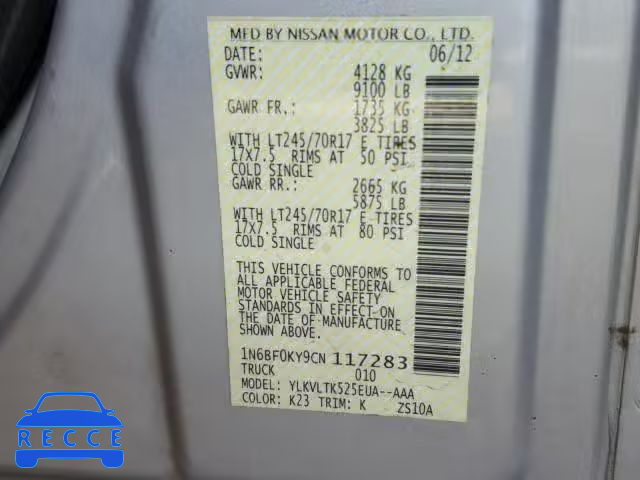 MFD BY NISSAN MOTOR CO., LTD.
DATE: 06/12
GVWR: 4128 KG
9100 LB
GAWR FR.: 1735 KG
3825 LB
WITH LT245/70R17 E TIRES
17X7.5 RIMS AT 50 PSI
COLD SINGLE
GAWR RR.: 2665 KG
5875 LB
WITH LT245/70R17 E TIRES
17X7.5 RIMS AT 80 PSI
COLD SINGLE
THIS VEHICLE CONFORMS TO
ALL APPLICABLE FEDERAL
MOTOR VEHICLE SAFETY
STANDARDS IN EFFECT ON
THE DATE OF MANUFACTURE
SHOWN ABOVE.
1N6BF0KY9CN 117283
TRUCK 010
MODEL: YLKVLTK525EUA--AAA
COLOR: K23 TRIM: K ZS10A
RECCE